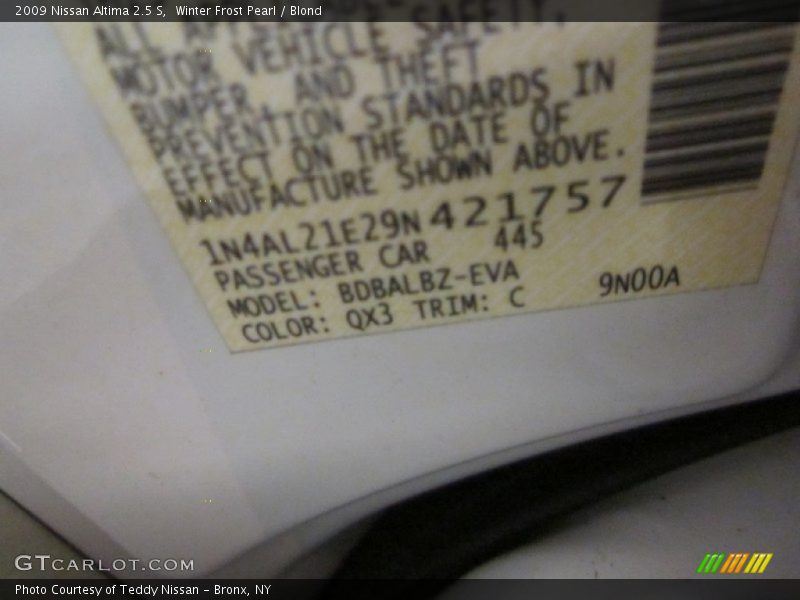 2009 Nissan Altima 2.5 S,  Winter Frost Pearl / Blond
ALL
MOTOR VEHICLE SAFETY,
BUMPER, AND THEFT
PREVENTION STANDARDS IN
EFFECT ON THE DATE OF
MANUFACTURE SHOWN ABOVE.
1N4AL21E29N421757
PASSENGER CAR 445
MODEL: BDBALBZ-EVA 9N00A
COLOR: QX3 TRIM: C
GTCARLOT.COM
Photo Courtesy of Teddy Nissan - Bronx, NY